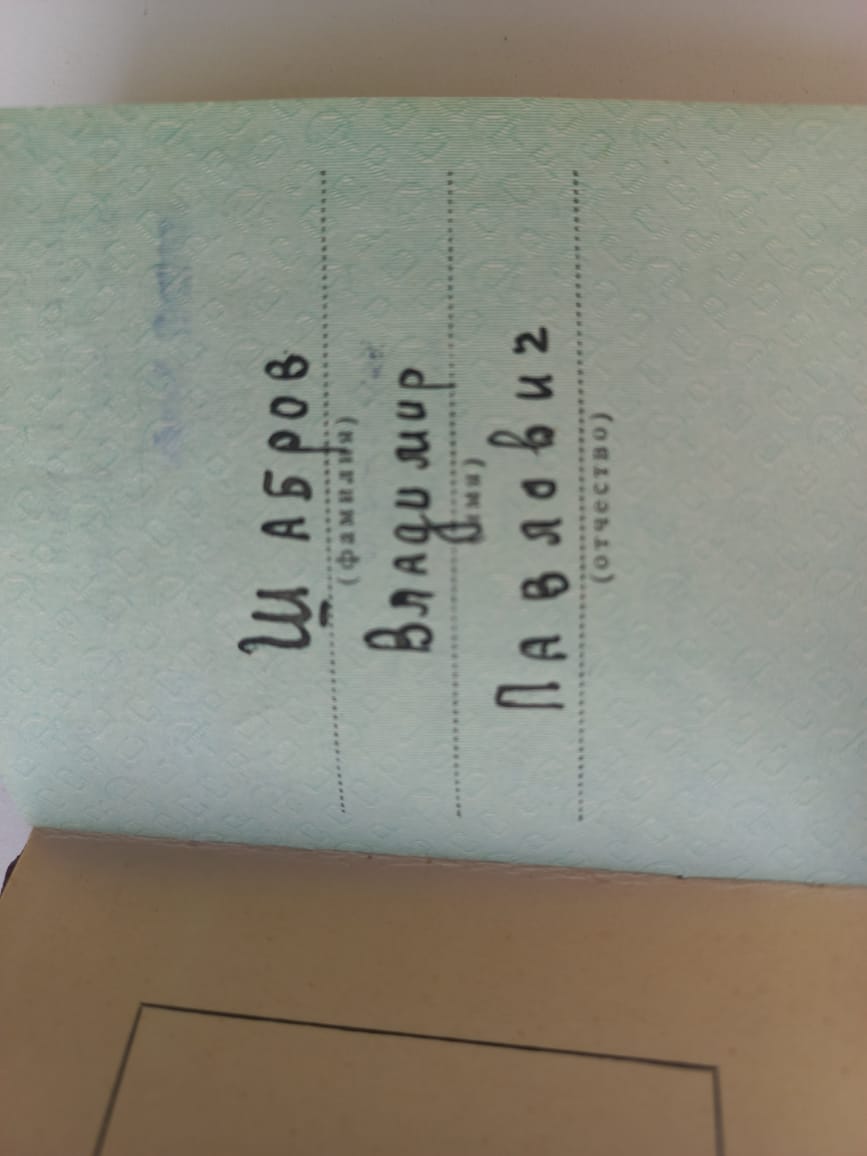 Шабров
(фамилия)
Владимир
(имя)
Павлович
(отчество)